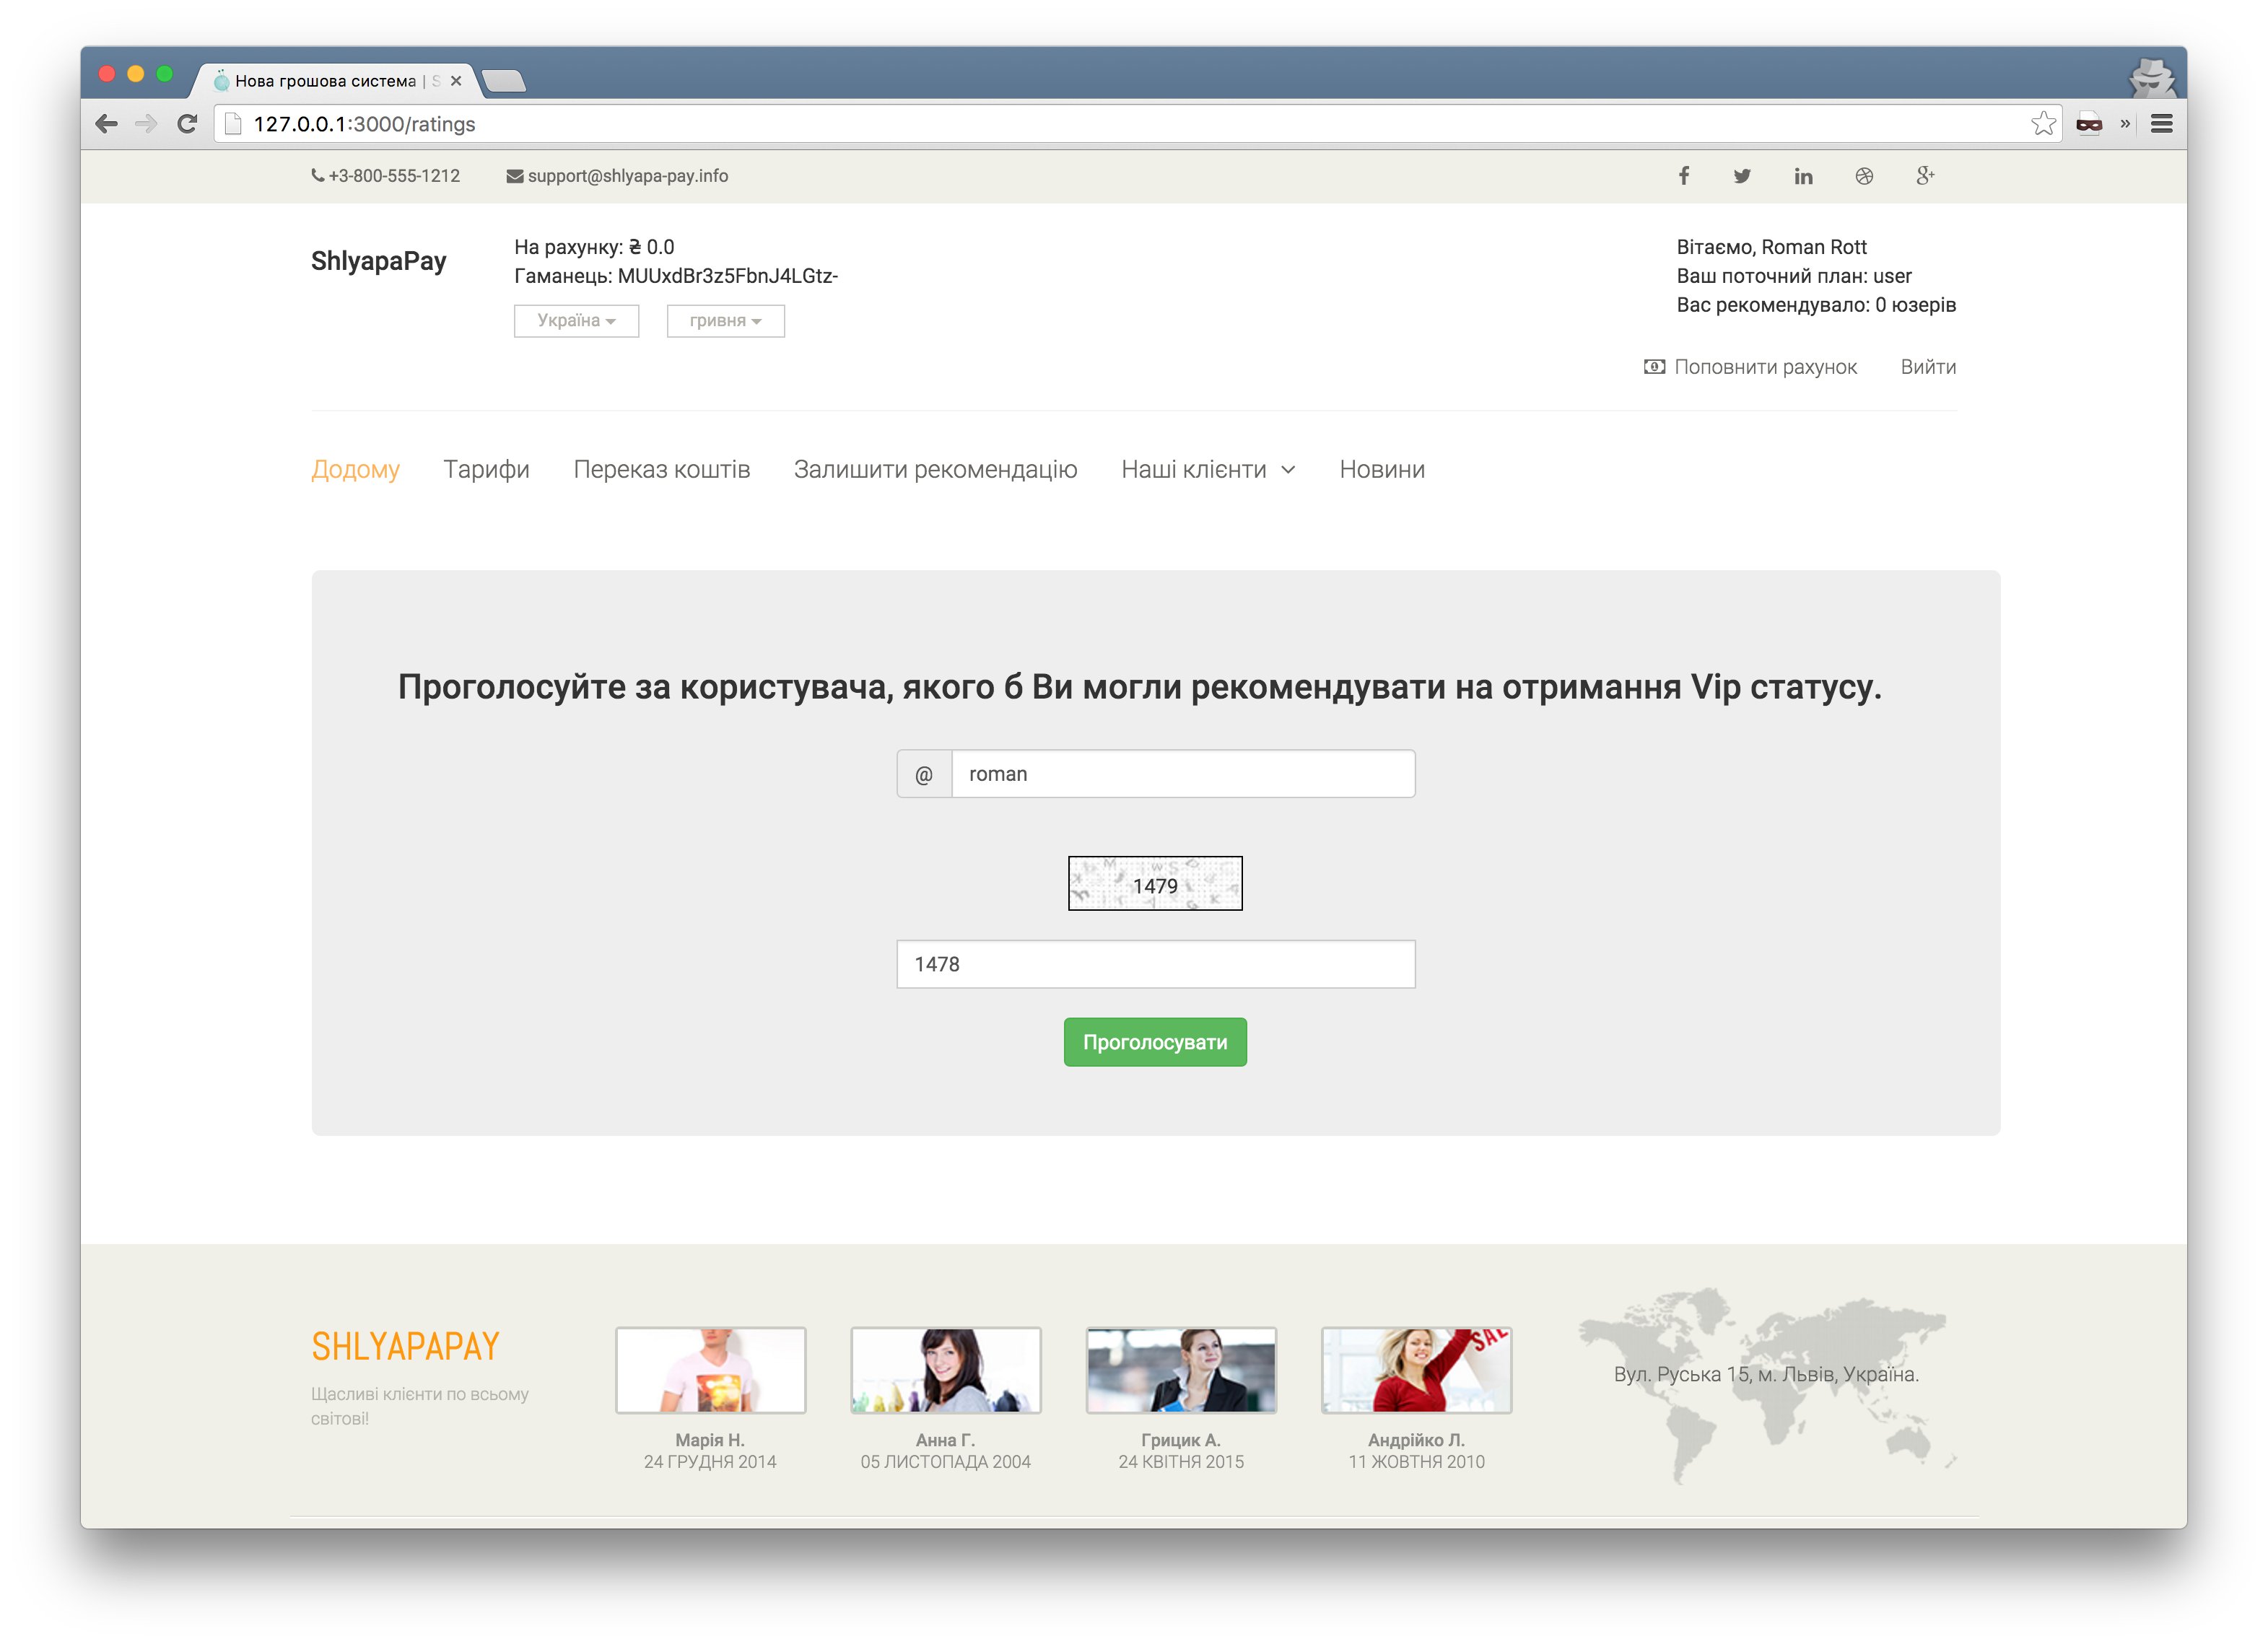 Нова грошова система | S
127.0.0.1:3000/ratings
+3-800-555-1212
support@shlyapa-pay.info
ShlyapaPay
На рахунку: ₴ 0.0
Гаманець: MUUxdBr3z5FbnJ4LGtz-
Україна
гривня
Вітаємо, Roman Rott
Ваш поточний план: user
Вас рекомендувало: 0 юзерів
Поповнити рахунок
Вийти
Додому
Тарифи
Переказ коштів
Залишити рекомендацію
Наші клієнти
Новини
Проголосуйте за користувача, якого б Ви могли рекомендувати на отримання Vip статусу.
@ roman
1479
1478
Проголосувати
SHLYAPAPAY
Щасливі клієнти по всьому
світові!
SAL
Марія Н.
24 ГРУДНЯ 2014
Анна Г.
05 ЛИСТОПАДА 2004
Грицик А.
24 КВІТНЯ 2015
Андрійко Л.
11 ЖОВТНЯ 2010
Вул. Руська 15, м. Львів, Україна.